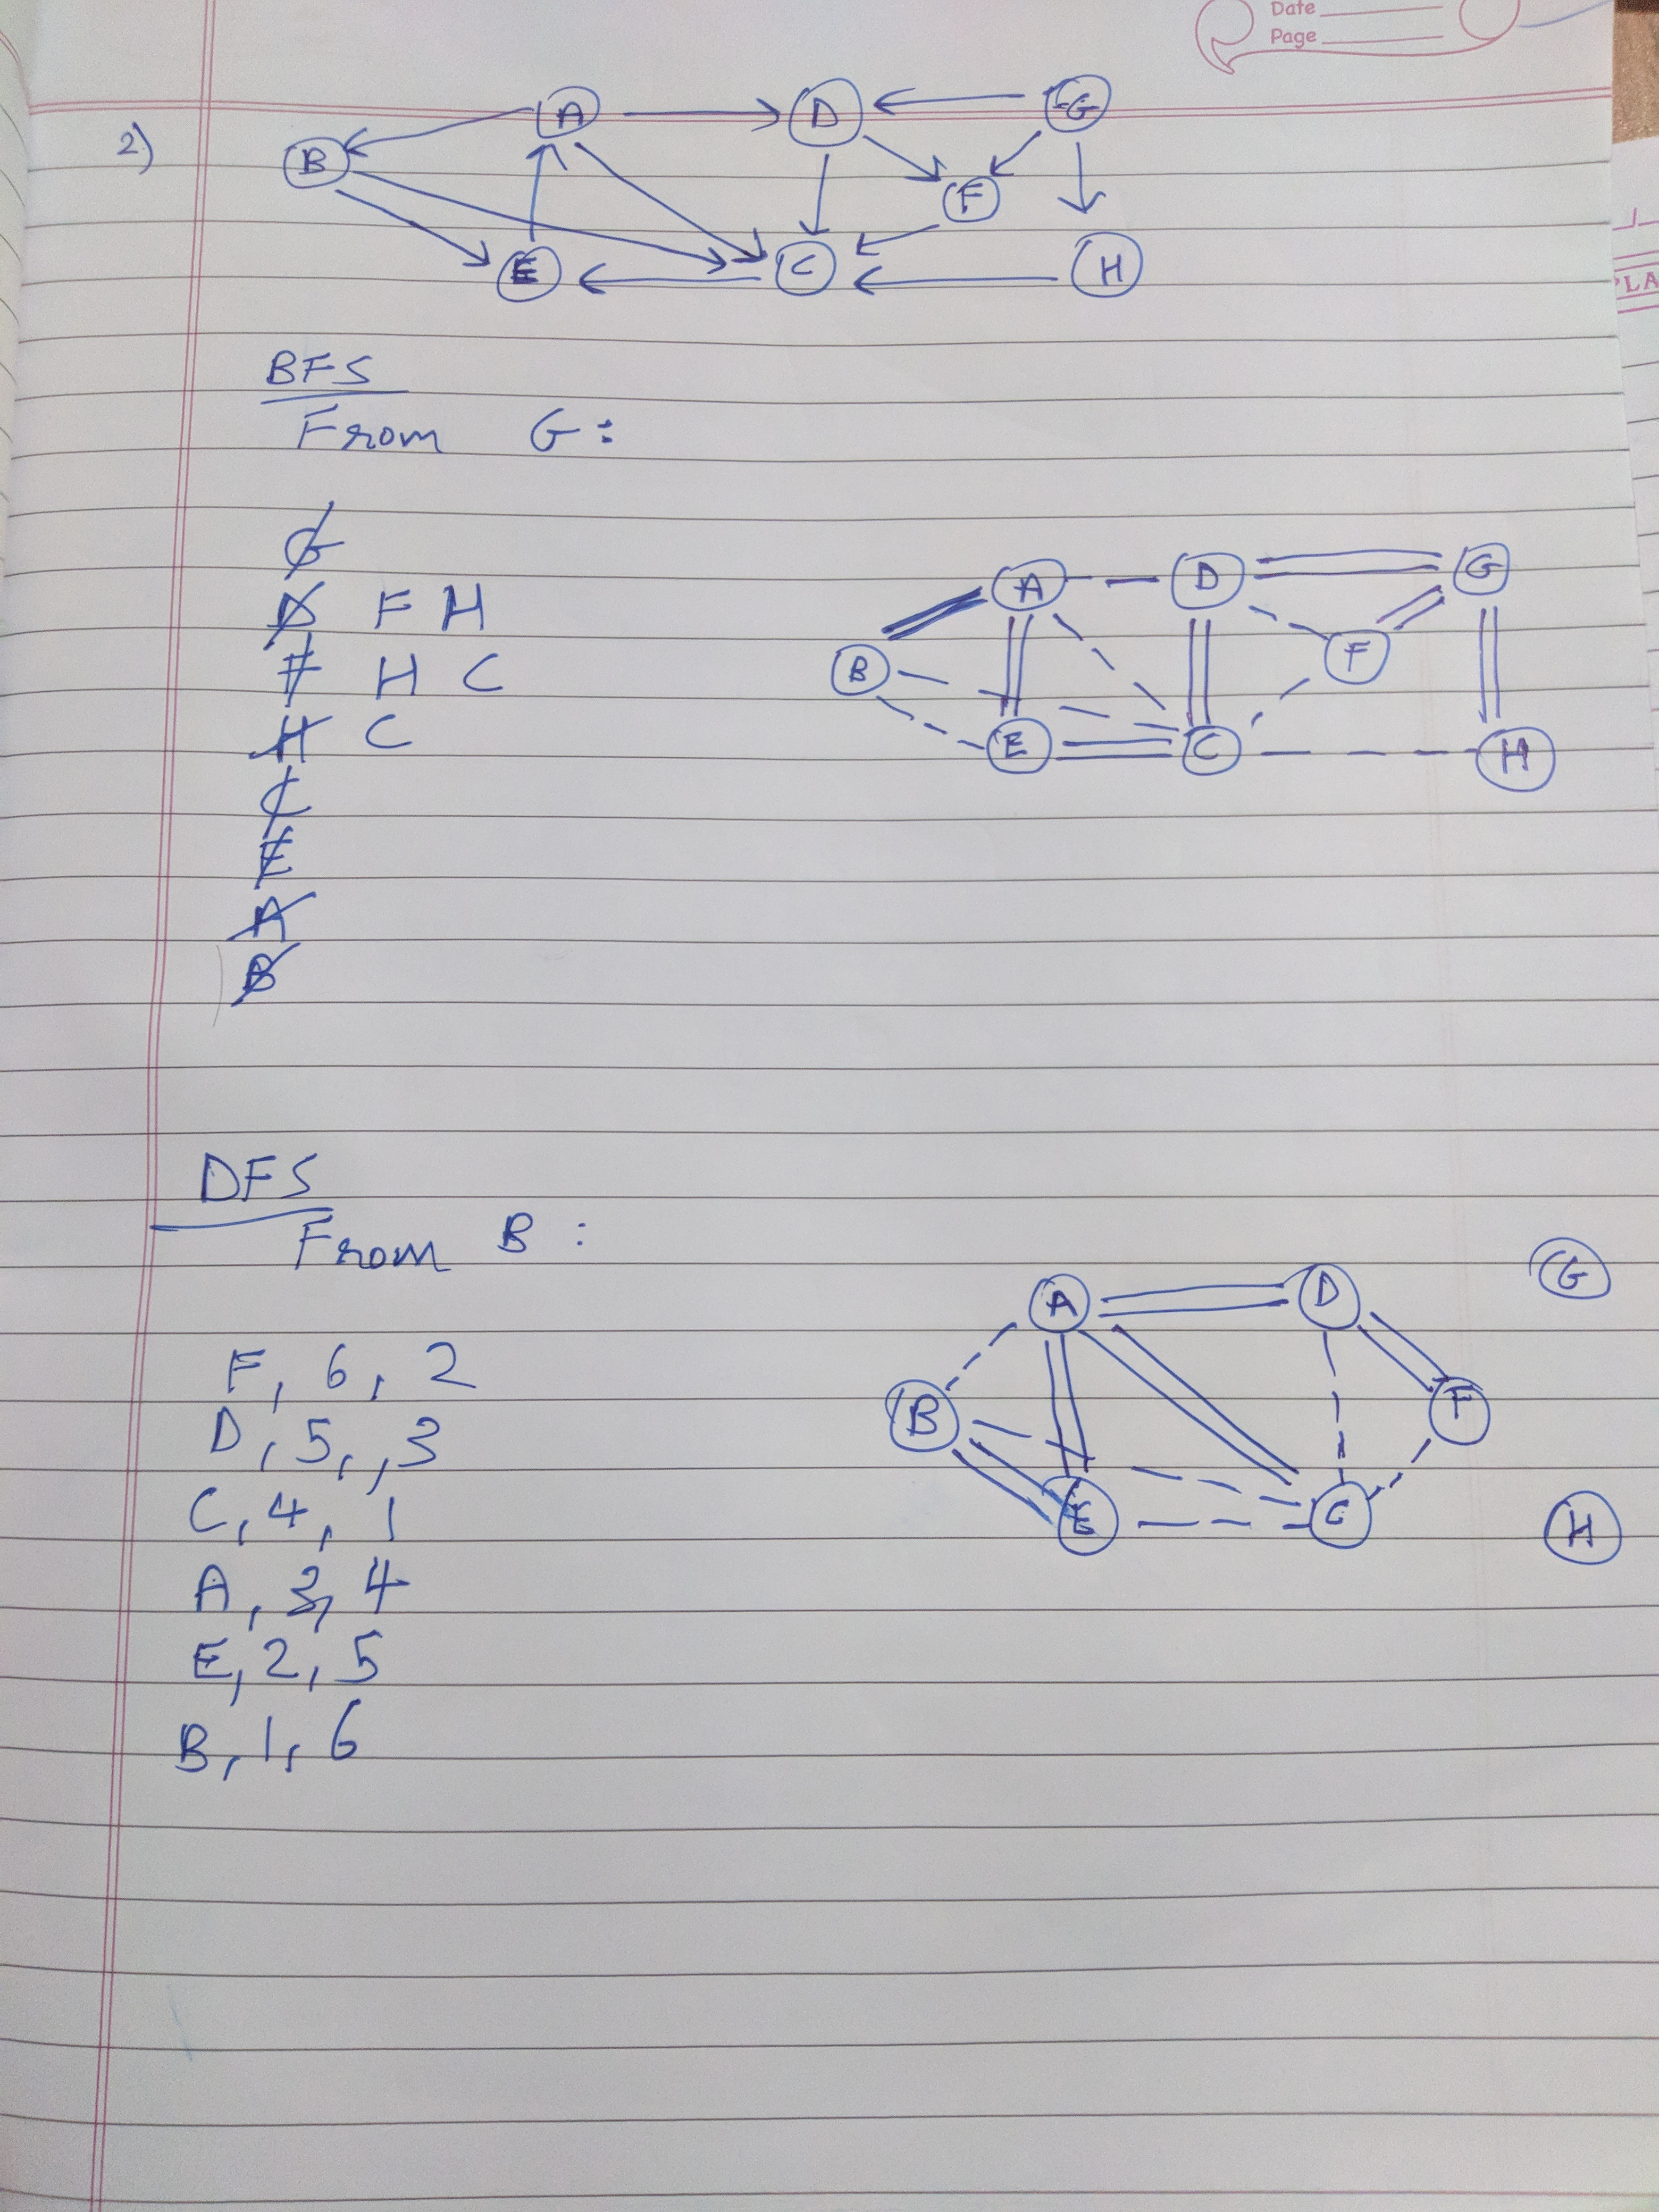 Date
Page
2)
A D G
B
F
E C H
PLA
BFS
From G:
G
D F H
F H C
H C
C
E
A
B
A D G
B F
E C H
DFS
From B :
F, 6, 2
D, 5,, 3
C, 4, 1
A, 3, 4
E, 2, 5
B, 1, 6
G
A D
B F
E C H